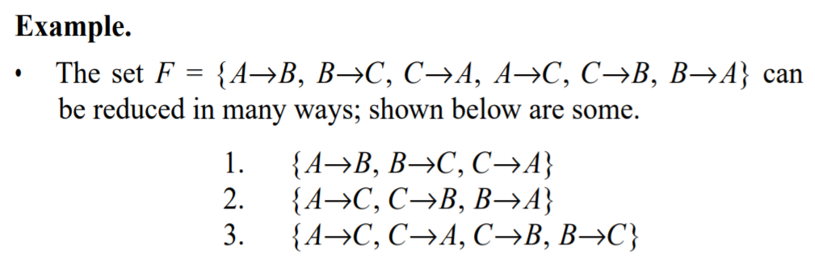 Example.
• The set F = {A→B, B→C, C→A, A→C, C→B, B→A} can
be reduced in many ways; shown below are some.
1. {A→B, B→C, C→A}
2. {A→C, C→B, B→A}
3. {A→C, C→A, C→B, B→C}